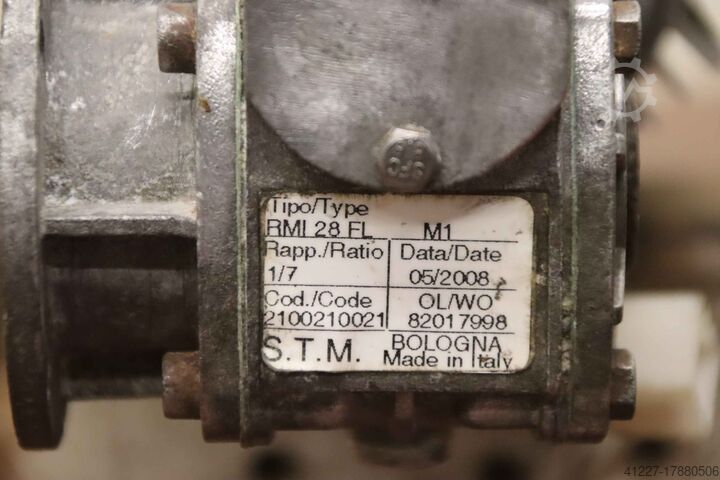 Tipo/Type
RMI 28 FL M1
Rapp./Ratio Data/Date
1/7 05/2008
Cod./Code OL/WO
2100210021 82017998
S.T.M. BOLOGNA
Made in Italy
41227-17880506